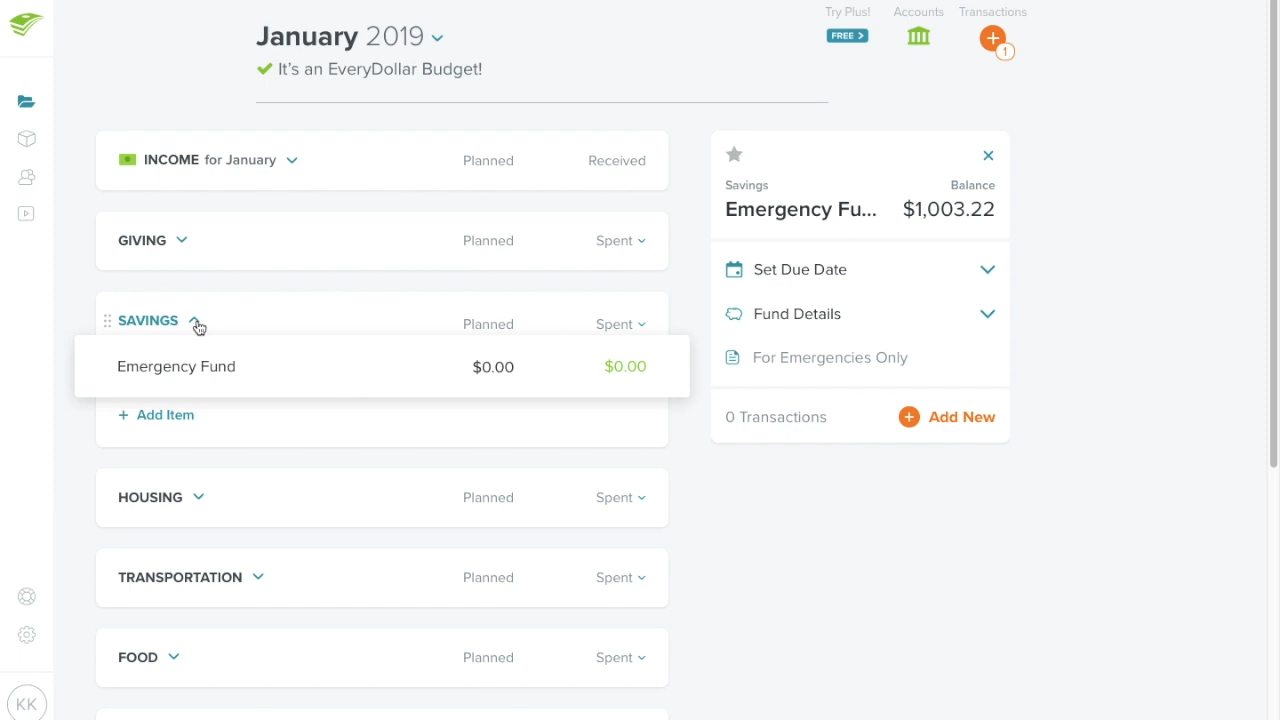 Try Plus!
Accounts
Transactions
January 2019
FREE >
1
It's an EveryDollar Budget!
INCOME for January
Planned
Received
GIVING
Planned
Spent
SAVINGS
Planned
Spent
Emergency Fund
$0.00
$0.00
+ Add Item
HOUSING
Planned
Spent
TRANSPORTATION
Planned
Spent
FOOD
Planned
Spent
Savings
Balance
Emergency Fu...
$1,003.22
Set Due Date
Fund Details
For Emergencies Only
0 Transactions
Add New
KK